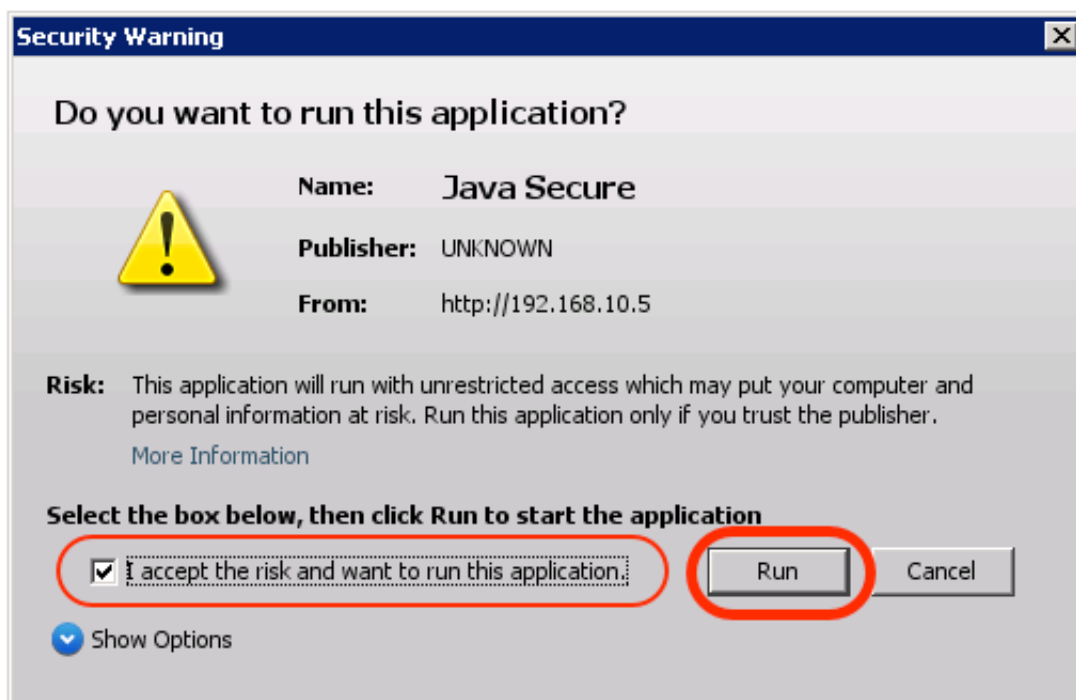 Security Warning
Do you want to run this application?
Name: Java Secure
Publisher: UNKNOWN
From: http://192.168.10.5
Risk: This application will run with unrestricted access which may put your computer and
personal information at risk. Run this application only if you trust the publisher.
More Information
Select the box below, then click Run to start the application
I accept the risk and want to run this application. Run Cancel
Show Options